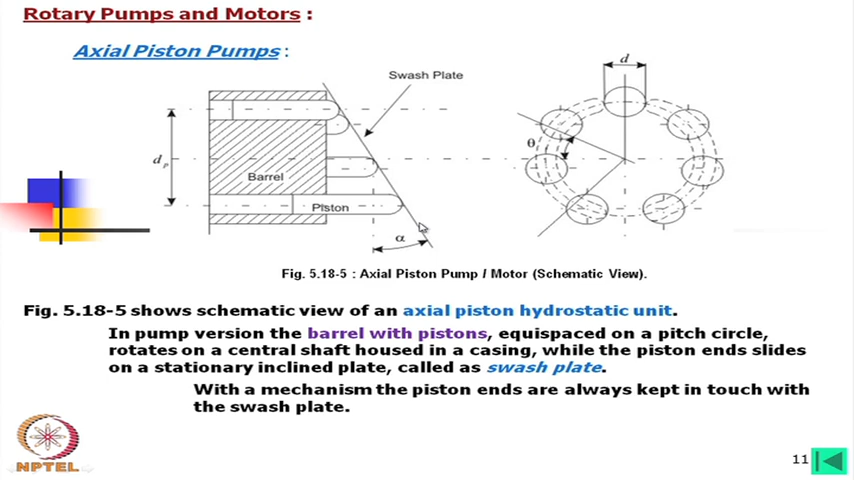 Rotary Pumps and Motors :
Axial Piston Pumps :
Swash Plate
d
θ
dp
Barrel
Piston
α
Fig. 5.18-5 : Axial Piston Pump / Motor (Schematic View).
Fig. 5.18-5 shows schematic view of an axial piston hydrostatic unit.
In pump version the barrel with pistons, equispaced on a pitch circle,
rotates on a central shaft housed in a casing, while the piston ends slides
on a stationary inclined plate, called as swash plate.
With a mechanism the piston ends are always kept in touch with
the swash plate.
NPTEL
11